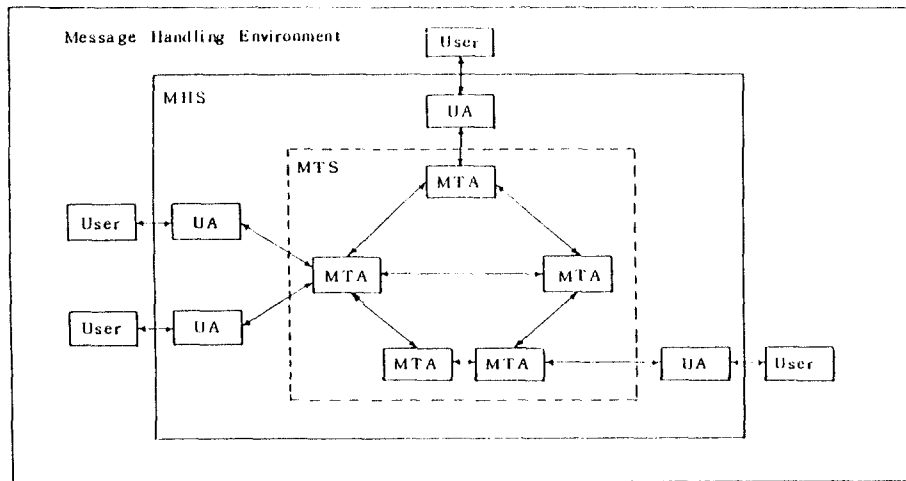 Message Handling Environment
User
MHS
UA
MTS
MTA
User
UA
MTA
MTA
User
UA
MTA
MTA
UA
User